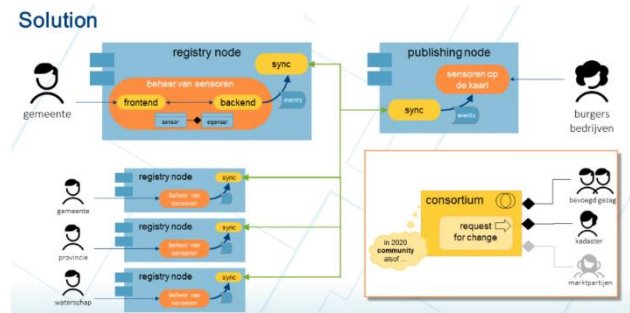 Solution
registry node
sync
beheer van sensoren
frontend
backend
events
sensor
eigenaar
gemeente
publishing node
sensoren op
de kaart
sync
events
burgers
bedrijven
registry node
sync
beheer van
sensoren
gemeente
registry node
sync
beheer van
sensoren
provincie
registry node
sync
beheer van
sensoren
waterschap
consortium
request
for change
in 2020
community
alsof ...
bevoegd gezag
kadaster
marktpartijen